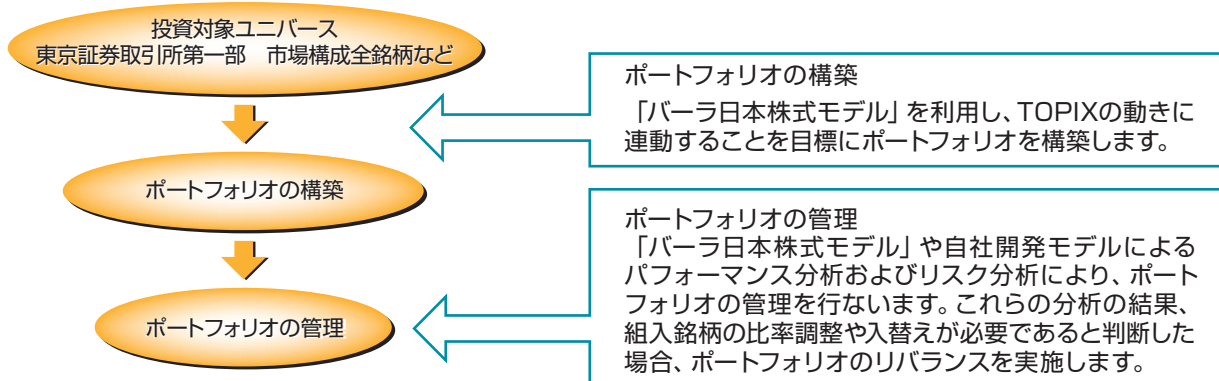 投資対象ユニバース
東京証券取引所第一部　市場構成全銘柄など
ポートフォリオの構築
「バーラ日本株式モデル」を利用し、TOPIXの動きに
連動することを目標にポートフォリオを構築します。
ポートフォリオの構築
ポートフォリオの管理
「バーラ日本株式モデル」や自社開発モデルによる
パフォーマンス分析およびリスク分析により、ポート
フォリオの管理を行ないます。これらの分析の結果、
組入銘柄の比率調整や入替えが必要であると判断した
場合、ポートフォリオのリバランスを実施します。
ポートフォリオの管理